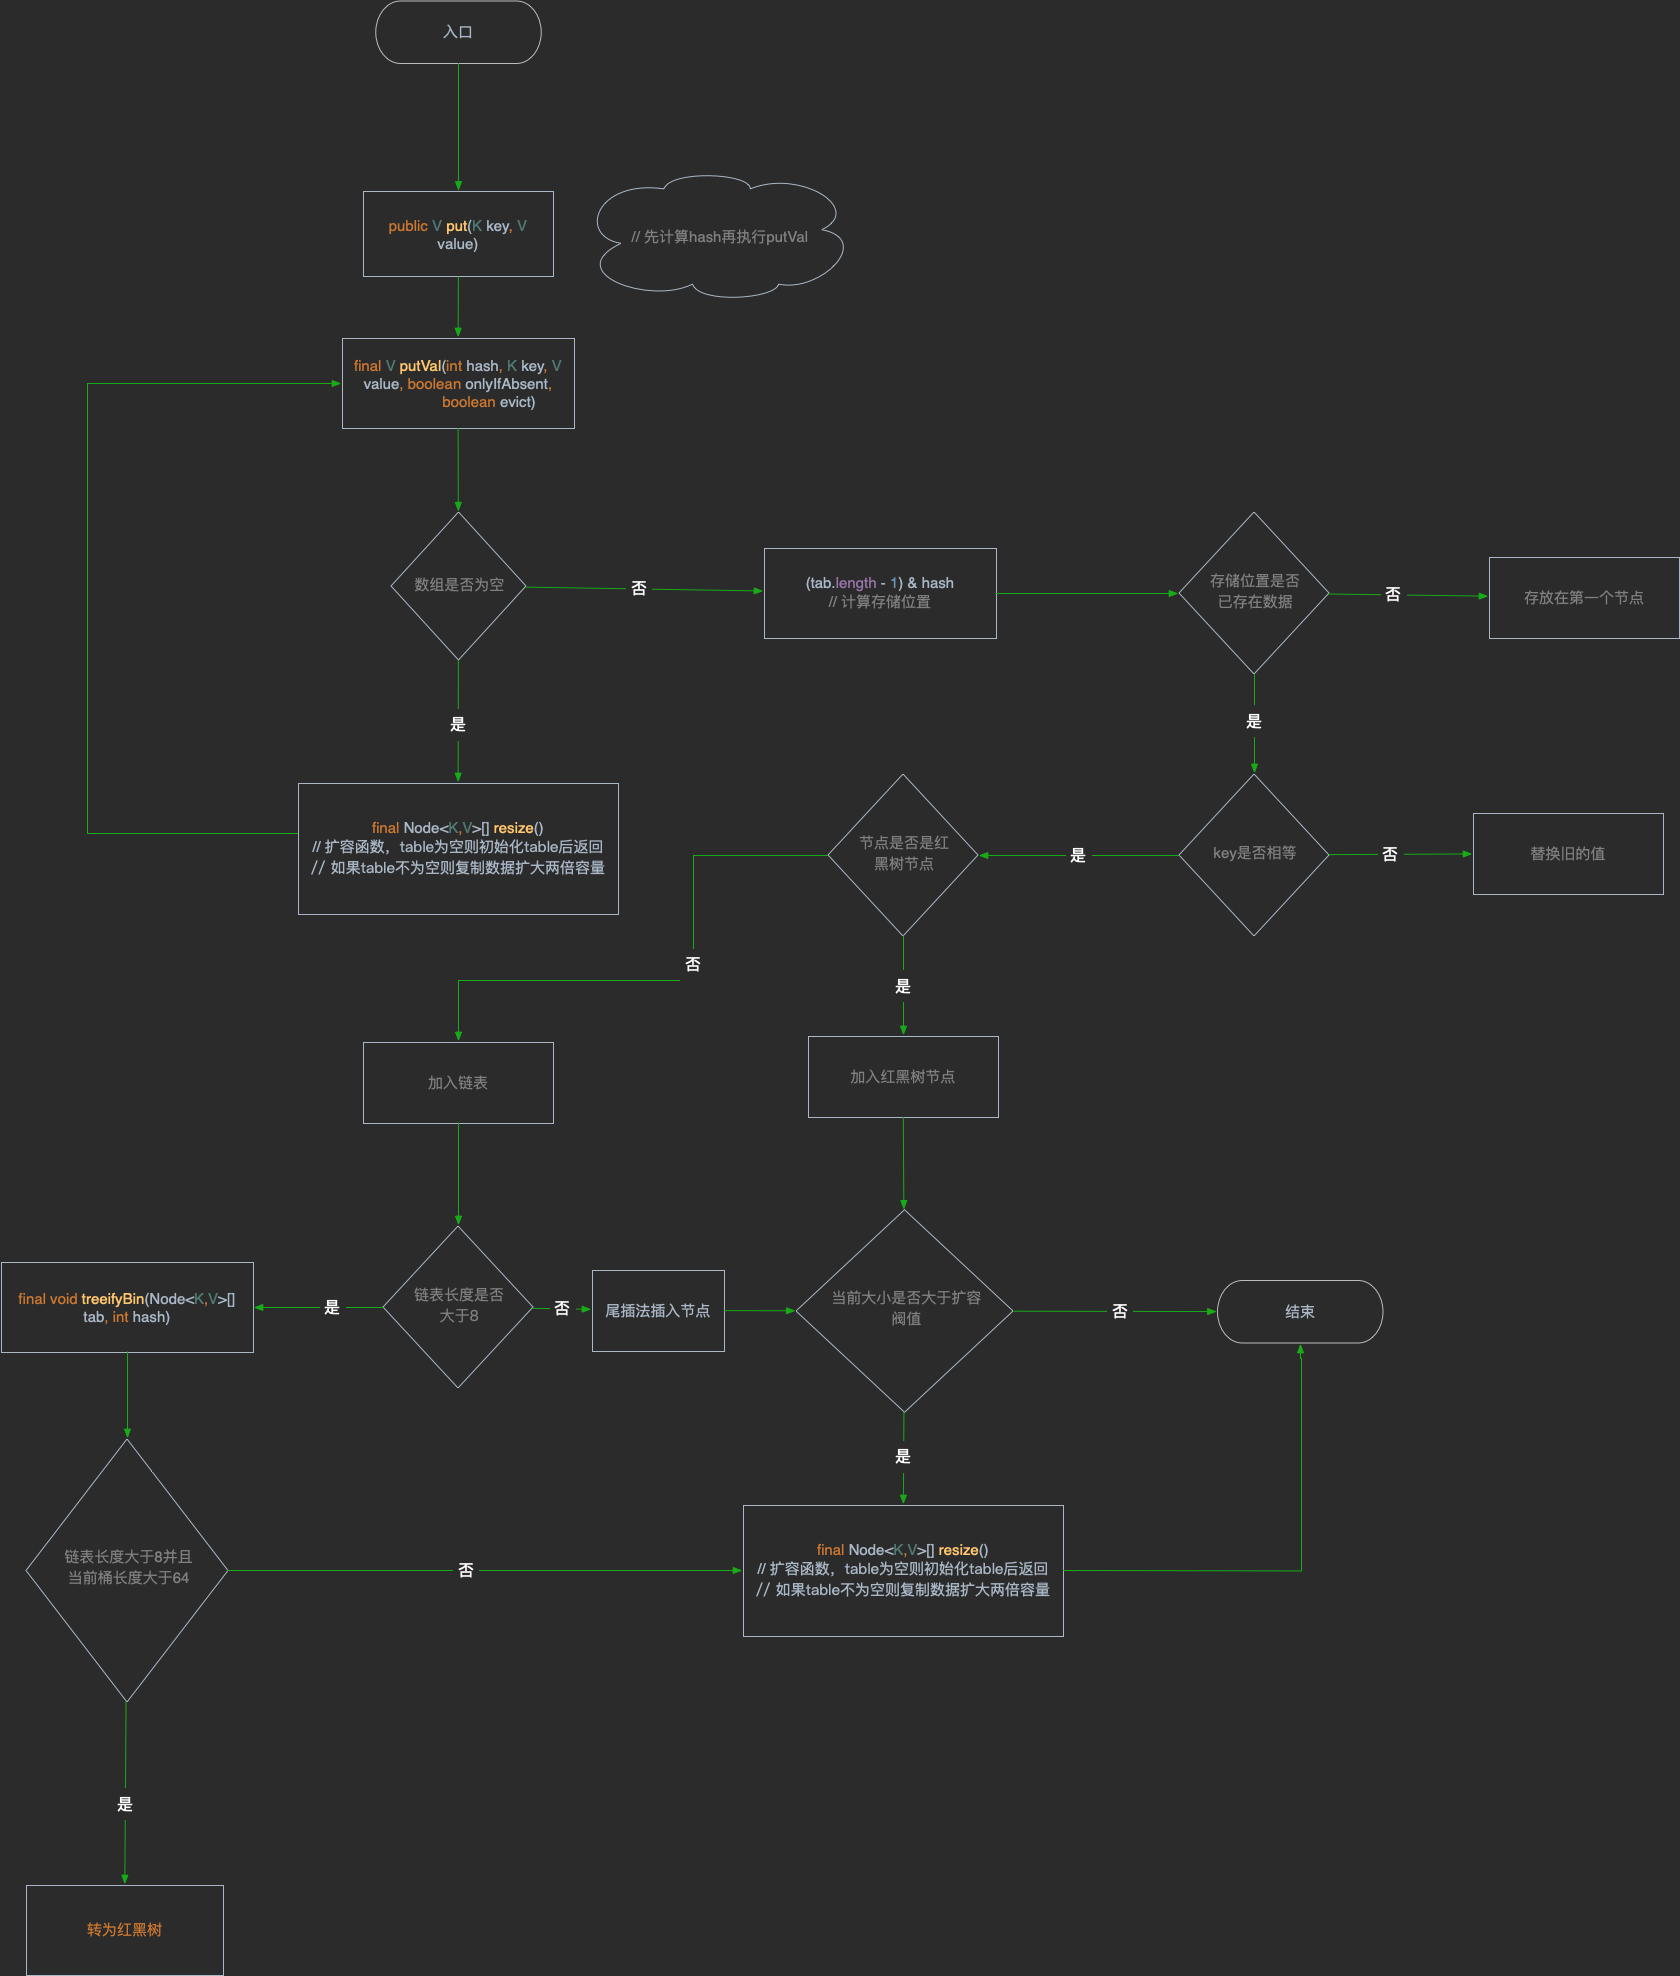 入口
public V put(K key, V
value)
// 先计算hash再执行putVal
final V putVal(int hash, K key, V
value, boolean onlyIfAbsent,
boolean evict)
数组是否为空
否
(tab.length - 1) & hash
// 计算存储位置
存储位置是否
已存在数据
否
存放在第一个节点
是
是
final Node<K,V>[] resize()
// 扩容函数，table为空则初始化table后返回
// 如果table不为空则复制数据扩大两倍容量
节点是否是红
黑树节点
是
key是否相等
否
替换旧的值
否
是
加入链表
加入红黑树节点
final void treeifyBin(Node<K,V>[]
tab, int hash)
是
链表长度是否
大于8
否
尾插法插入节点
当前大小是否大于扩容
阀值
否
结束
是
链表长度大于8并且
当前桶长度大于64
否
final Node<K,V>[] resize()
// 扩容函数，table为空则初始化table后返回
// 如果table不为空则复制数据扩大两倍容量
是
转为红黑树